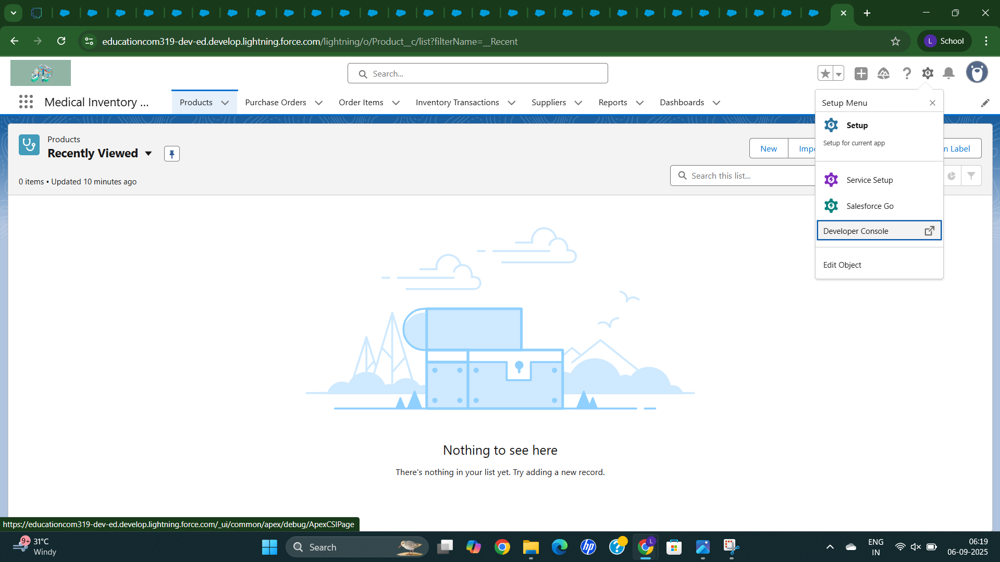 educationcom319-dev-ed.develop.lightning.force.com/lightning/o/Product__c/list?filterName=__Recent
L School
Search...
Medical Inventory ...
Products
Purchase Orders
Order Items
Inventory Transactions
Suppliers
Reports
Dashboards
Setup Menu
Setup
Setup for current app
Service Setup
Salesforce Go
Developer Console
Edit Object
Products
Recently Viewed
New
Impo
n Label
0 items • Updated 10 minutes ago
Search this list...
Nothing to see here
There's nothing in your list yet. Try adding a new record.
https://educationcom319-dev-ed.develop.lightning.force.com/_ui/common/apex/debug/ApexCSIPage
9+
31°C
Windy
Search
hp
L
ENG
IN
06:19
06-09-2025